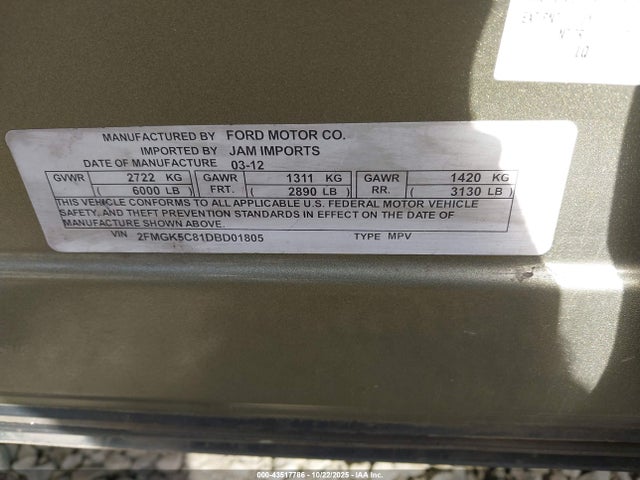 MANUFACTURED BY FORD MOTOR CO.
IMPORTED BY JAM IMPORTS
DATE OF MANUFACTURE 03-12
GVWR 2722 KG GAWR 1311 KG GAWR 1420 KG
( 6000 LB ) FRT. ( 2890 LB ) RR. ( 3130 LB )
THIS VEHICLE CONFORMS TO ALL APPLICABLE U.S. FEDERAL MOTOR VEHICLE
SAFETY, AND THEFT PREVENTION STANDARDS IN EFFECT ON THE DATE OF
MANUFACTURE SHOWN ABOVE.
VIN 2FMGK5C81DBD01805 TYPE MPV
000-43517786 - 10/22/2025 - IAA Inc.